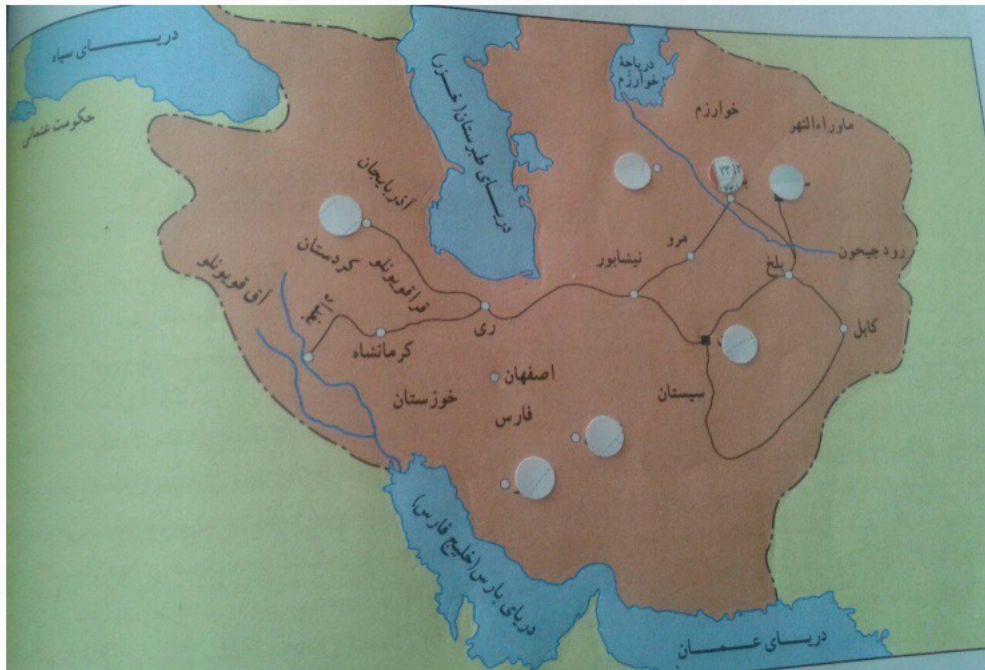 دریای سیاه
حکومت عثمانی
دریای طبرستان (خزر)
دریاچهٔ
خوارزم
خوارزم
ماوراءالنهر
آذربایجان
کردستان
قراقویونلو
آق قویونلو
بغداد
کرمانشاه
ری
نیشابور
مرو
بلخ
رود جیحون
کابل
اصفهان
خوزستان
فارس
سیستان
دریای پارس (خلیج فارس)
دریای عمان